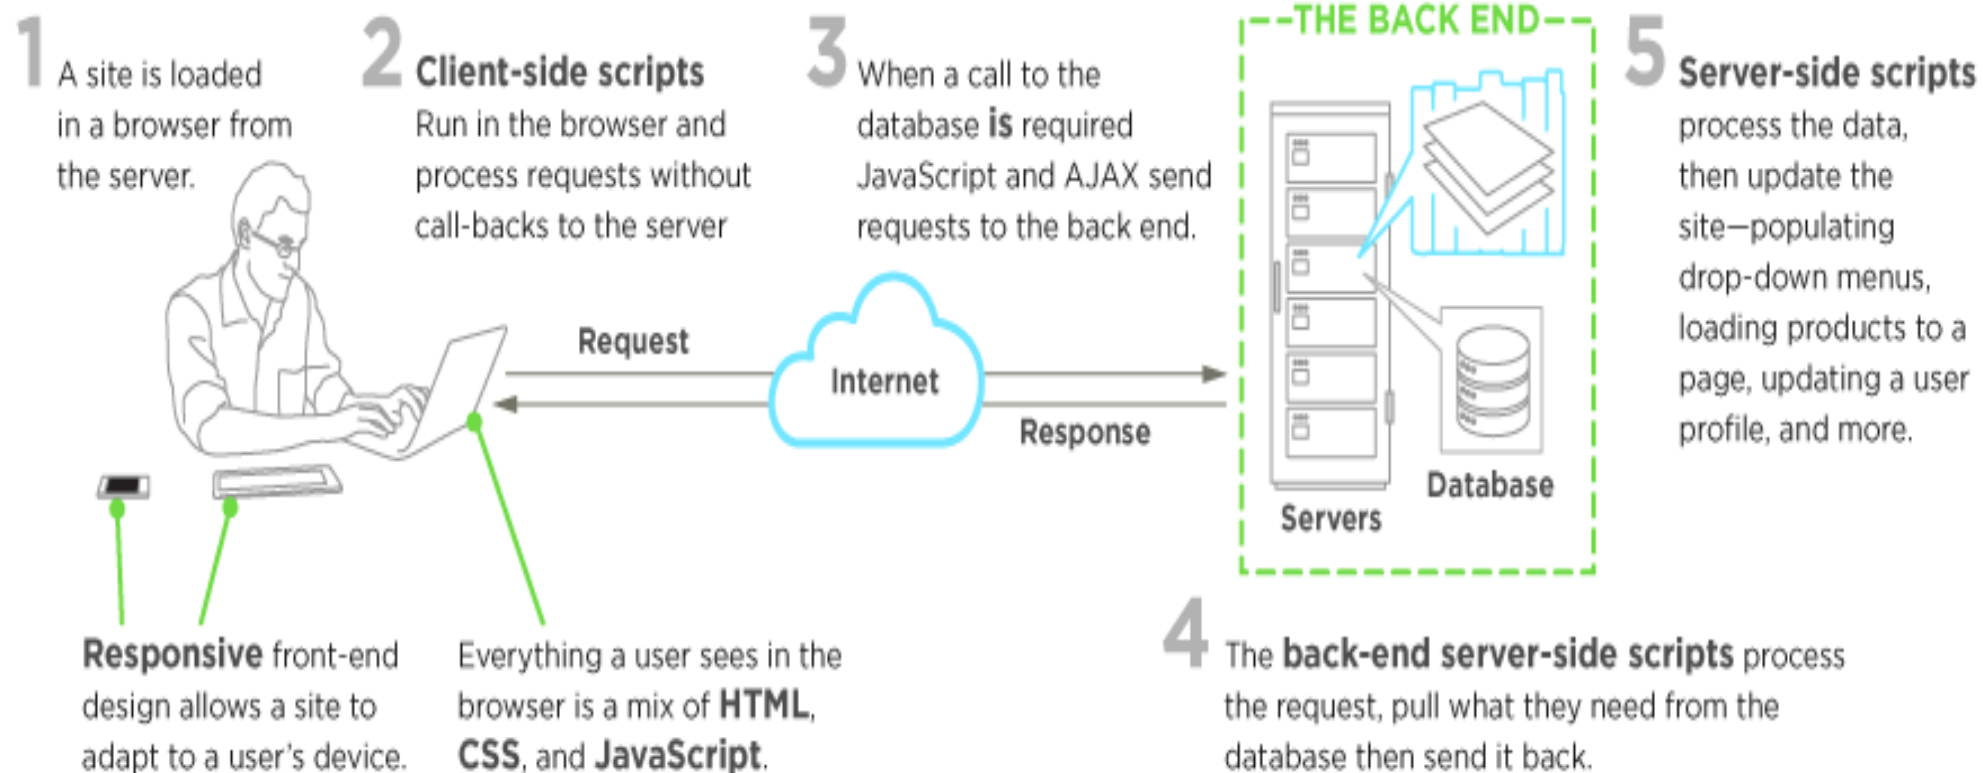 1
A site is loaded
in a browser from
the server.
2
Client-side scripts
Run in the browser and
process requests without
call-backs to the server
3
When a call to the
database is required
JavaScript and AJAX send
requests to the back end.
THE BACK END
5
Server-side scripts
process the data,
then update the
site—populating
drop-down menus,
loading products to a
page, updating a user
profile, and more.
Request
Internet
Response
Database
Servers
Responsive front-end
design allows a site to
adapt to a user's device.
Everything a user sees in the
browser is a mix of HTML,
CSS, and JavaScript.
4
The back-end server-side scripts process
the request, pull what they need from the
database then send it back.